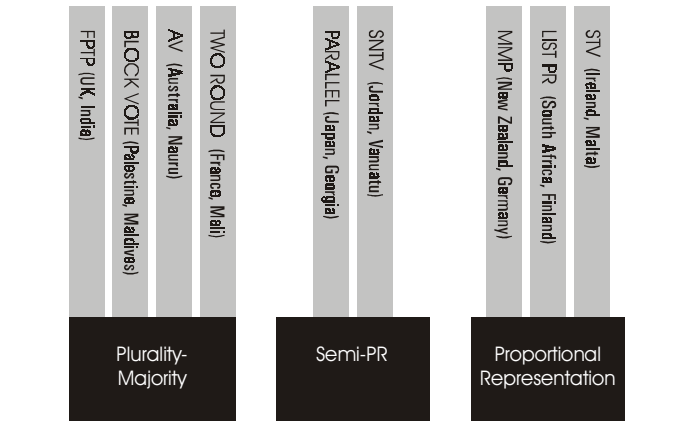 FPTP (UK, India)
BLOCK VOTE (Palestine, Maldives)
AV (Australia, Nauru)
TWO ROUND (France, Mali)
Plurality-
Majority
PARALLEL (Japan, Georgia)
SNTV (Jordan, Vanuatu)
Semi-PR
MMP (New Zealand, Germany)
LIST PR (South Africa, Finland)
STV (Ireland, Malta)
Proportional
Representation